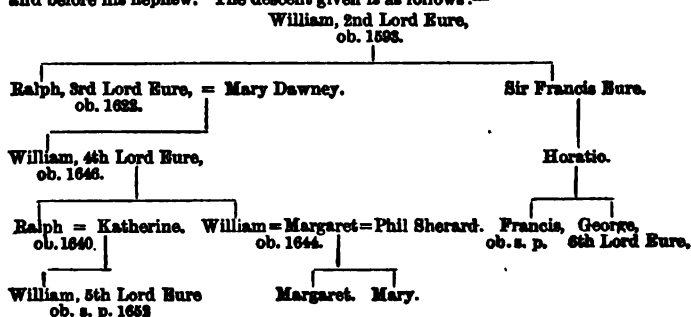 and before his nephew. The descent given is as follows:—
William, 2nd Lord Eure,
ob. 1593.
Ralph, 3rd Lord Eure, = Mary Dawney. Sir Francis Eure.
ob. 1622.
William, 4th Lord Eure, Horatio.
ob. 1646.
Ralph = Katherine. William=Margaret=Phil Sherard. Francis, George,
ob. 1640. ob. 1644. ob. s. p. 6th Lord Eure,
William, 5th Lord Eure Margaret. Mary.
ob. s. p. 1652